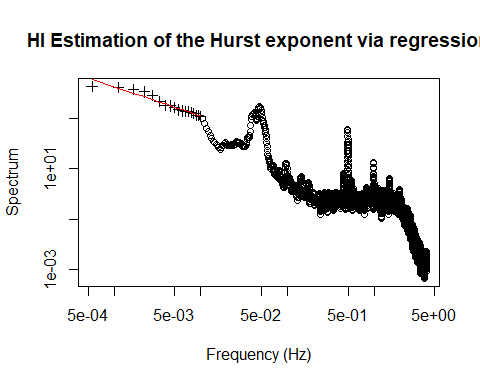 HI Estimation of the Hurst exponent via regression
Spectrum
1e+01
1e-03
5e-04
5e-03
5e-02
5e-01
5e+00
Frequency (Hz)